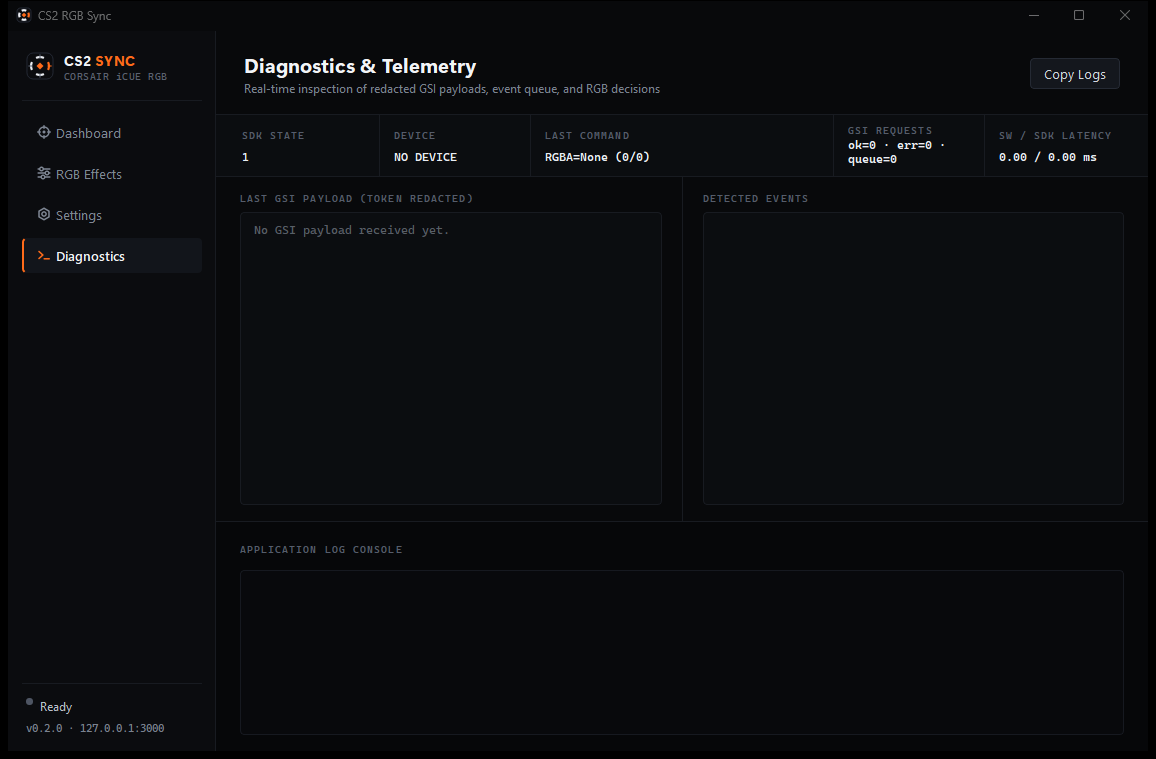 CS2 RGB Sync
CS2 SYNC
CORSAIR iCUE RGB
Dashboard
RGB Effects
Settings
Diagnostics
Ready
v0.2.0 · 127.0.0.1:3000
Diagnostics & Telemetry
Real-time inspection of redacted GSI payloads, event queue, and RGB decisions
Copy Logs
SDK STATE
1
DEVICE
NO DEVICE
LAST COMMAND
RGBA=None (0/0)
GSI REQUESTS
ok=0 · err=0 ·
queue=0
SW / SDK LATENCY
0.00 / 0.00 ms
LAST GSI PAYLOAD (TOKEN REDACTED)
No GSI payload received yet.
DETECTED EVENTS
APPLICATION LOG CONSOLE